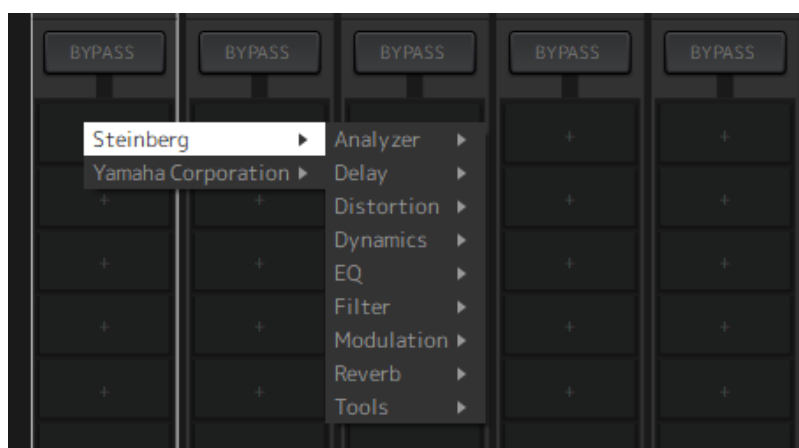 BYPASS BYPASS BYPASS BYPASS BYPASS
Steinberg
Yamaha Corporation
Analyzer
Delay
Distortion
Dynamics
EQ
Filter
Modulation
Reverb
Tools